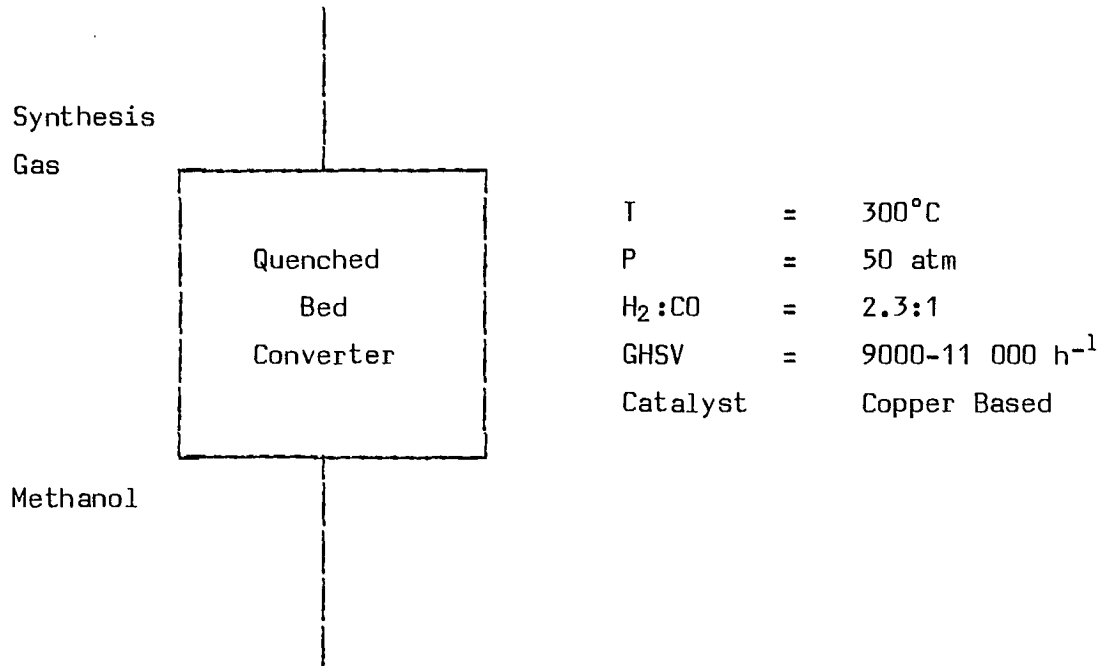 Synthesis
Gas
Quenched
Bed
Converter
T = 300°C
P = 50 atm
H₂:CO = 2.3:1
GHSV = 9000-11 000 h⁻¹
Catalyst Copper Based
Methanol